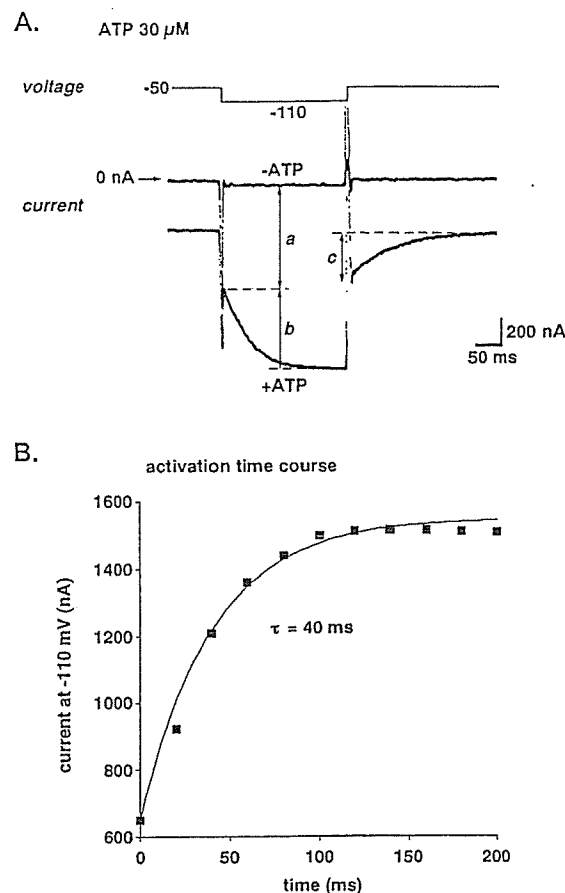 A.
ATP 30 µM
voltage
-50
-110
0 nA
-ATP
current
a
c
b
200 nA
50 ms
+ATP
B.
activation time course
current at -110 mV (nA)
1600
1400
1200
1000
800
600
τ = 40 ms
0
50
100
150
200
time (ms)